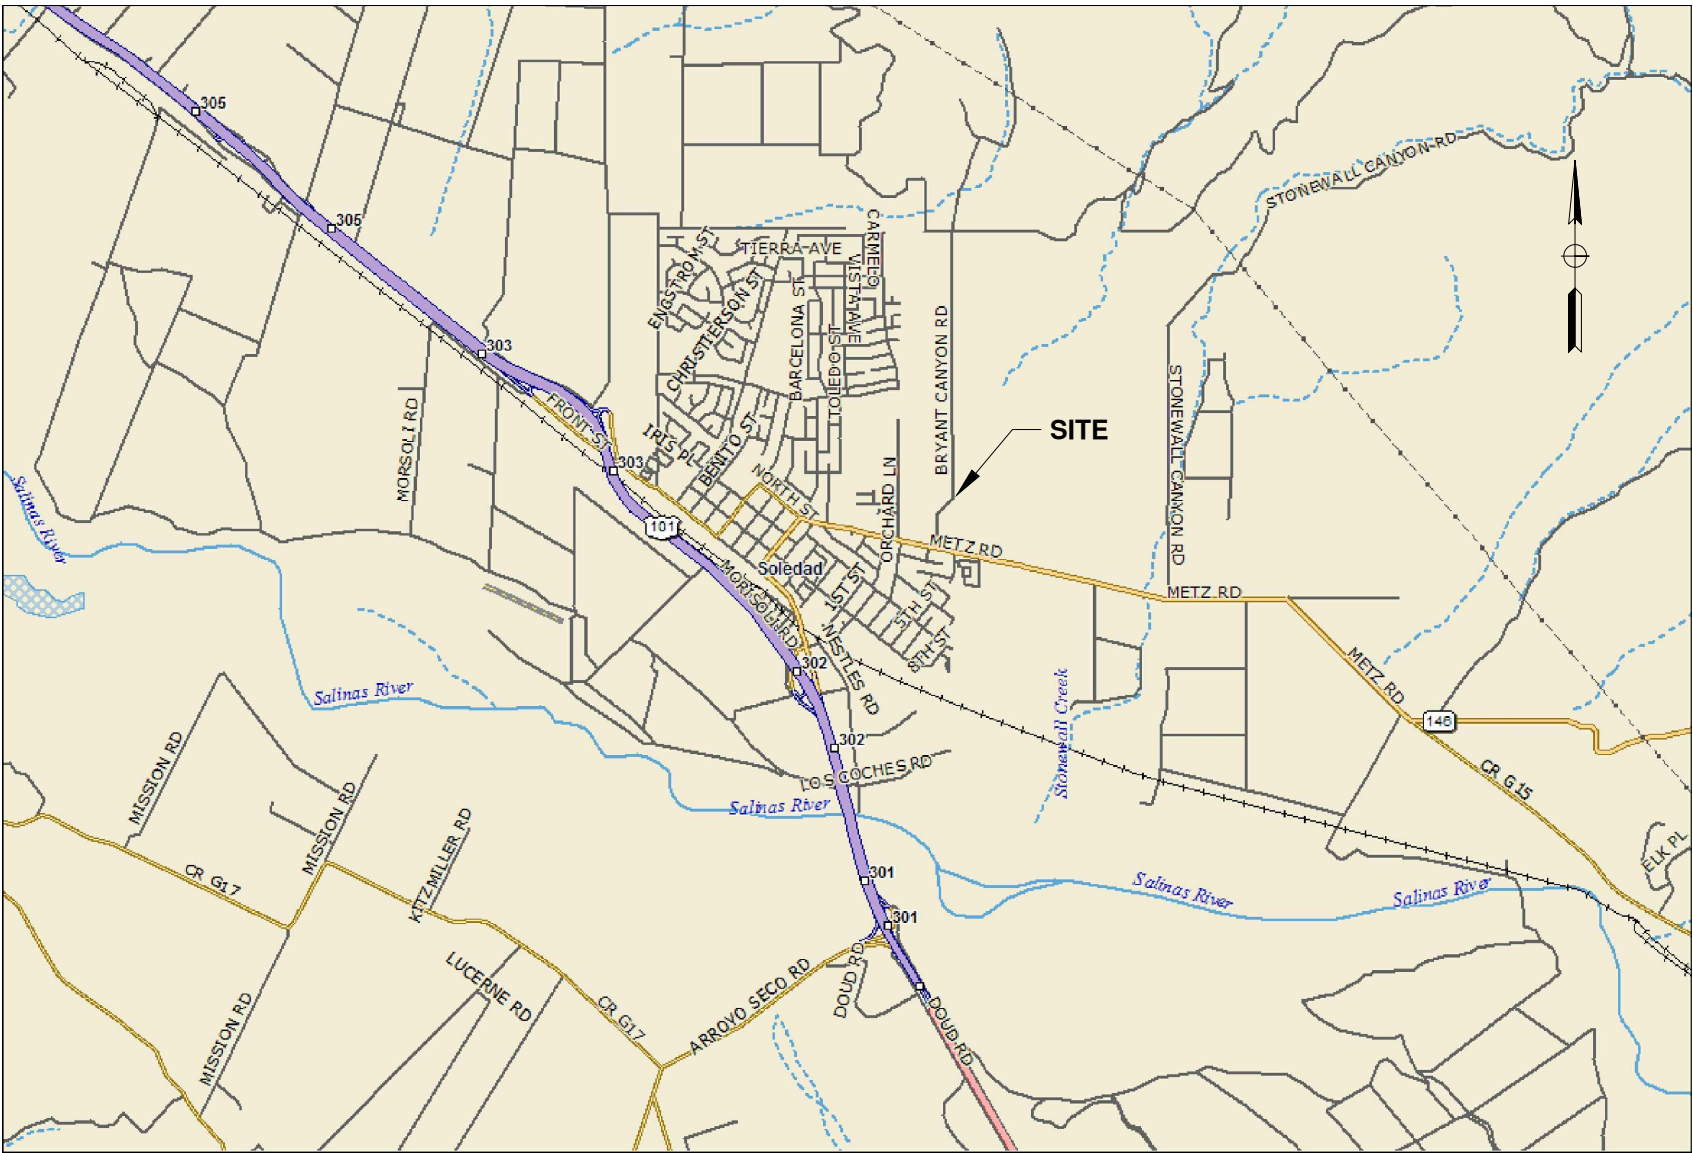 305
305
STONEWALL CANYON RD
CARMELO
ENGSTROM ST
TIERRA AVE
VISTA AVE
CHRISTIERSON ST
BARCELONA ST
TOLEDO ST
BRYANT CANYON RD
303
FRONT ST
MORSOLI RD
IRIS PL
BENITO ST
SITE
STONEWALL CANYON RD
303
NORTH ST
ORCHARD LN
Salinas River
101
METZ RD
Soledad
MORISOLI RD
1ST ST
5TH ST
8TH ST
METZ RD
NESTLES RD
302
METZ RD
Salinas River
Stonewall Creek
146
MISSION RD
302
LOS COCHES RD
CR G15
MISSION RD
Salinas River
KITZMILLER RD
ELK PL
CR G17
301
Salinas River
Salinas River
301
LUCERNE RD
DOUD RD
ARROYO SECO RD
CR G17
MISSION RD
DOUD RD